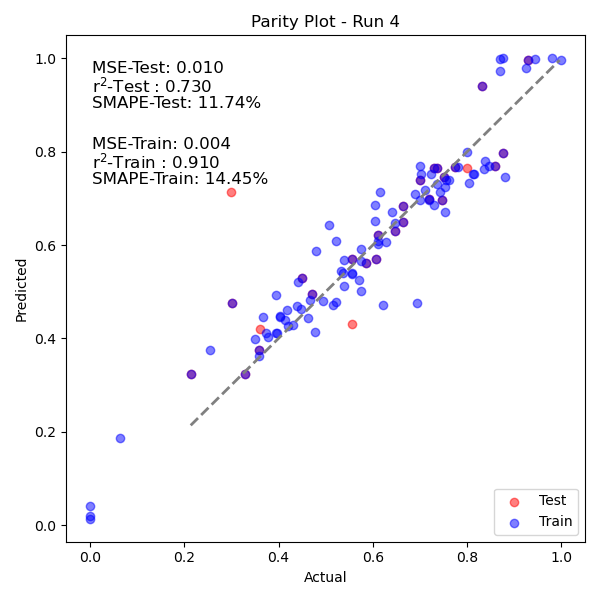 Parity Plot - Run 4
MSE-Test: 0.010
r²-Test : 0.730
SMAPE-Test: 11.74%
MSE-Train: 0.004
r²-Train : 0.910
SMAPE-Train: 14.45%
Predicted
1.0
0.8
0.6
0.4
0.2
0.0
0.0 0.2 0.4 0.6 0.8 1.0
Actual
Test
Train